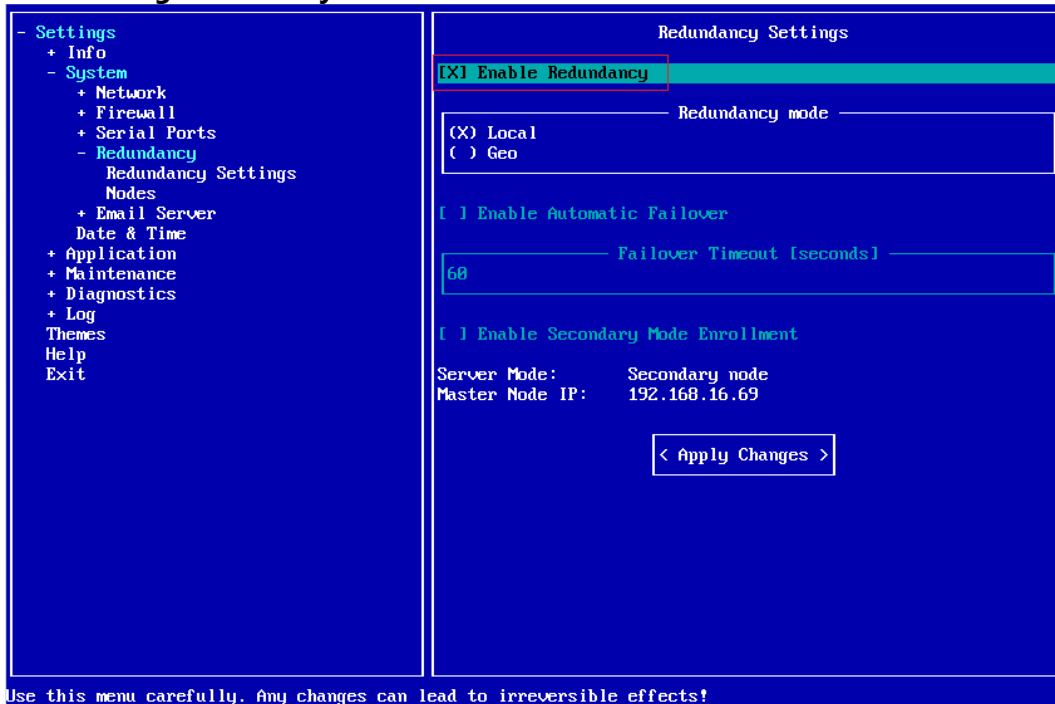 - Settings
+ Info
- System
+ Network
+ Firewall
+ Serial Ports
- Redundancy
Redundancy Settings
Nodes
+ Email Server
Date & Time
+ Application
+ Maintenance
+ Diagnostics
+ Log
Themes
Help
Exit
Redundancy Settings
[X] Enable Redundancy
Redundancy mode
(X) Local
( ) Geo
[ ] Enable Automatic Failover
Failover Timeout [seconds]
60
[ ] Enable Secondary Mode Enrollment
Server Mode: Secondary node
Master Node IP: 192.168.16.69
< Apply Changes >
Use this menu carefully. Any changes can lead to irreversible effects!